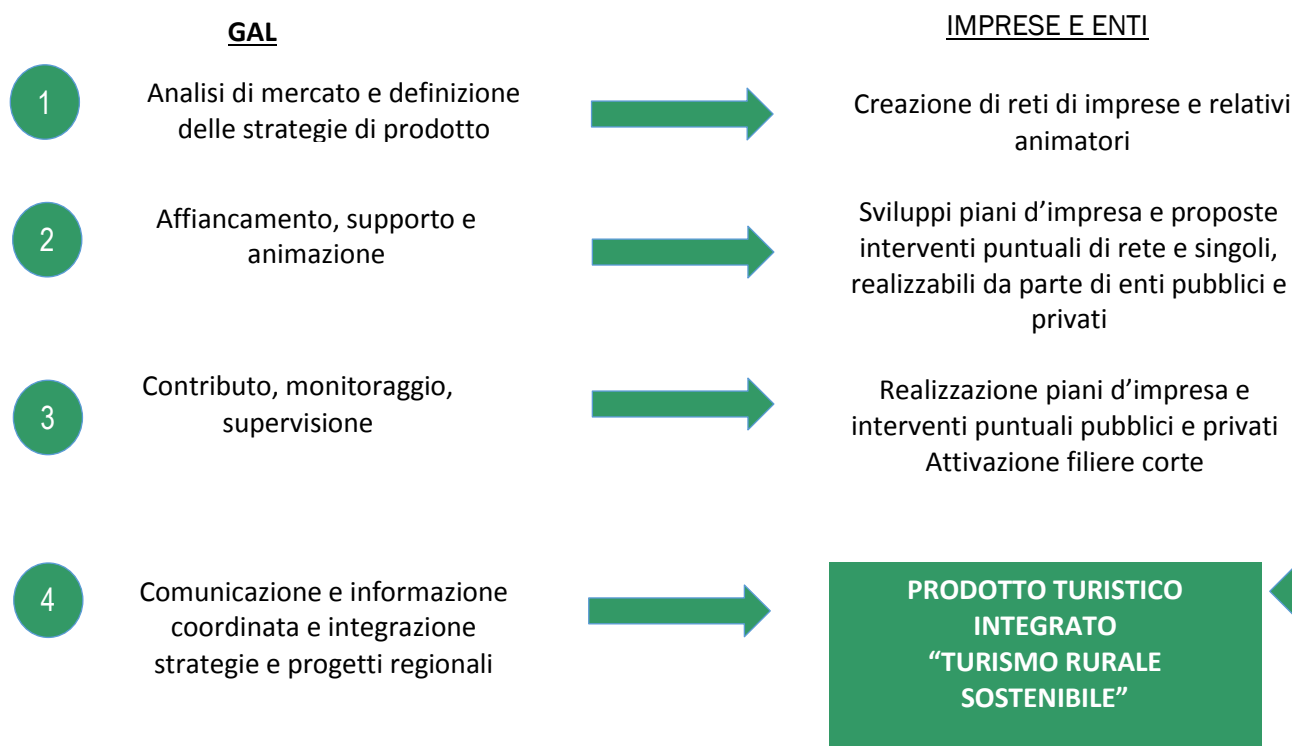 GAL
IMPRESE E ENTI
1
Analisi di mercato e definizione
delle strategie di prodotto
Creazione di reti di imprese e relativi
animatori
2
Affiancamento, supporto e
animazione
Sviluppi piani d’impresa e proposte
interventi puntuali di rete e singoli,
realizzabili da parte di enti pubblici e
privati
3
Contributo, monitoraggio,
supervisione
Realizzazione piani d’impresa e
interventi puntuali pubblici e privati
Attivazione filiere corte
4
Comunicazione e informazione
coordinata e integrazione
strategie e progetti regionali
PRODOTTO TURISTICO
INTEGRATO
“TURISMO RURALE
SOSTENIBILE”